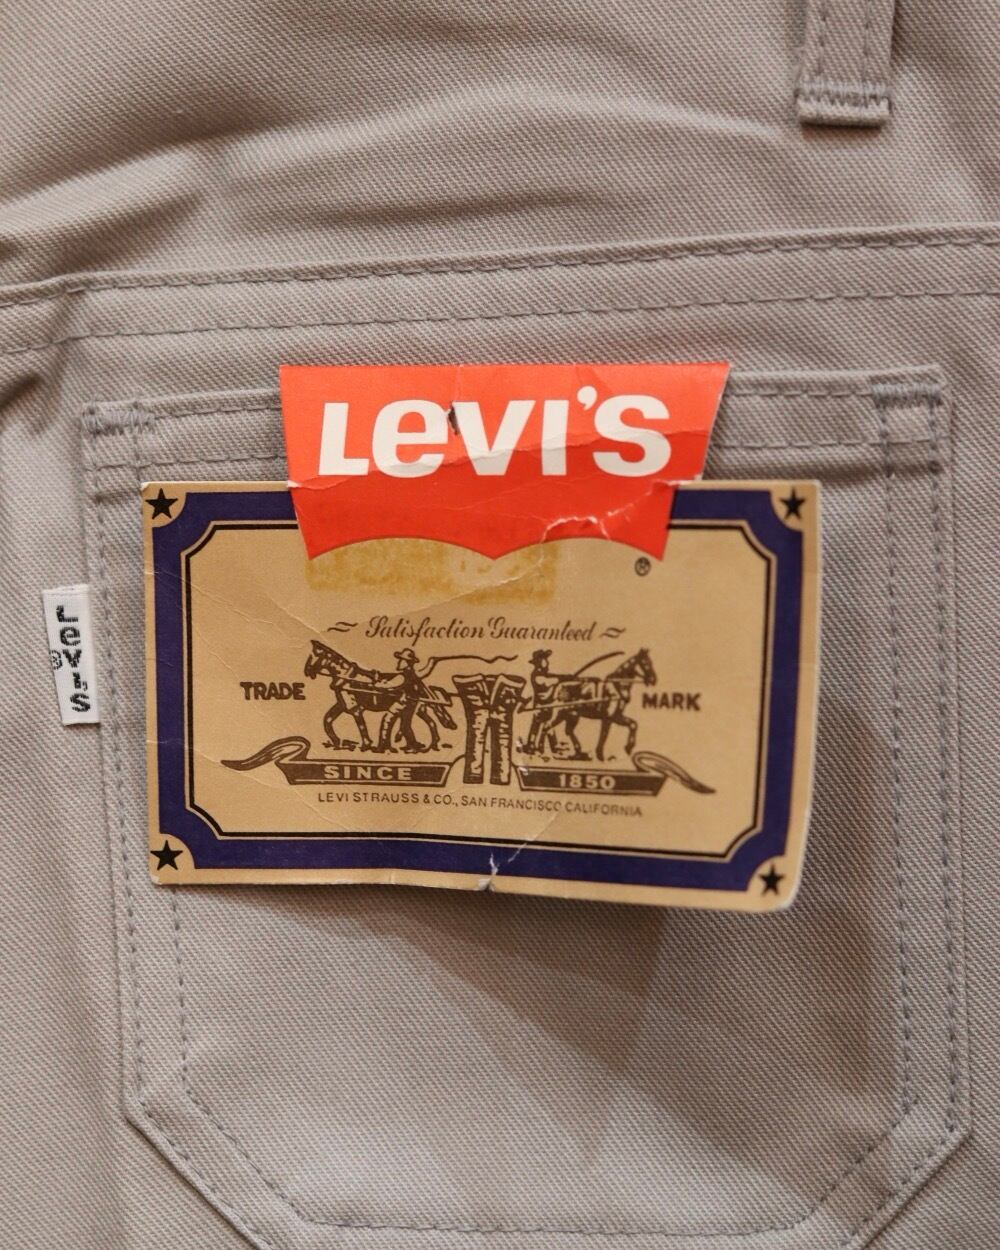 LEVI'S
®
Satisfaction Guaranteed
TRADE MARK
SINCE 1850
LEVI STRAUSS & CO., SAN FRANCISCO CALIFORNIA
LEVI'S
®